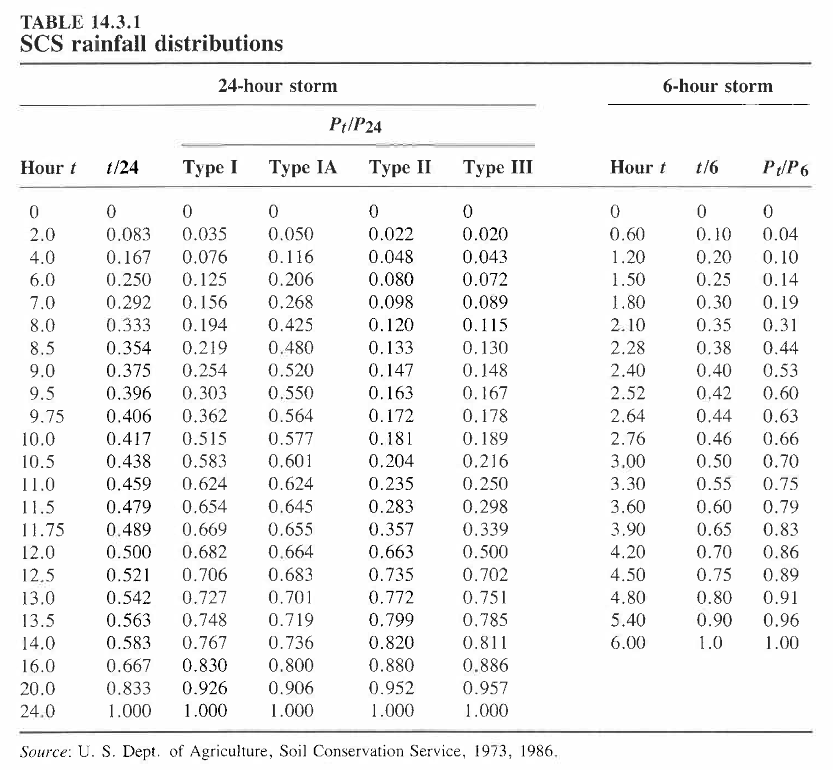 TABLE 14.3.1
SCS rainfall distributions
24-hour storm 6-hour storm
Pt/P24
Hour t t/24 Type I Type IA Type II Type III Hour t t/6 Pt/P6
0 0 0 0 0 0 0 0 0
2.0 0.083 0.035 0.050 0.022 0.020 0.60 0.10 0.04
4.0 0.167 0.076 0.116 0.048 0.043 1.20 0.20 0.10
6.0 0.250 0.125 0.206 0.080 0.072 1.50 0.25 0.14
7.0 0.292 0.156 0.268 0.098 0.089 1.80 0.30 0.19
8.0 0.333 0.194 0.425 0.120 0.115 2.10 0.35 0.31
8.5 0.354 0.219 0.480 0.133 0.130 2.28 0.38 0.44
9.0 0.375 0.254 0.520 0.147 0.148 2.40 0.40 0.53
9.5 0.396 0.303 0.550 0.163 0.167 2.52 0.42 0.60
9.75 0.406 0.362 0.564 0.172 0.178 2.64 0.44 0.63
10.0 0.417 0.515 0.577 0.181 0.189 2.76 0.46 0.66
10.5 0.438 0.583 0.601 0.204 0.216 3.00 0.50 0.70
11.0 0.459 0.624 0.624 0.235 0.250 3.30 0.55 0.75
11.5 0.479 0.654 0.645 0.283 0.298 3.60 0.60 0.79
11.75 0.489 0.669 0.655 0.357 0.339 3.90 0.65 0.83
12.0 0.500 0.682 0.664 0.663 0.500 4.20 0.70 0.86
12.5 0.521 0.706 0.683 0.735 0.702 4.50 0.75 0.89
13.0 0.542 0.727 0.701 0.772 0.751 4.80 0.80 0.91
13.5 0.563 0.748 0.719 0.799 0.785 5.40 0.90 0.96
14.0 0.583 0.767 0.736 0.820 0.811 6.00 1.0 1.00
16.0 0.667 0.830 0.800 0.880 0.886
20.0 0.833 0.926 0.906 0.952 0.957
24.0 1.000 1.000 1.000 1.000 1.000
Source: U. S. Dept. of Agriculture, Soil Conservation Service, 1973, 1986.